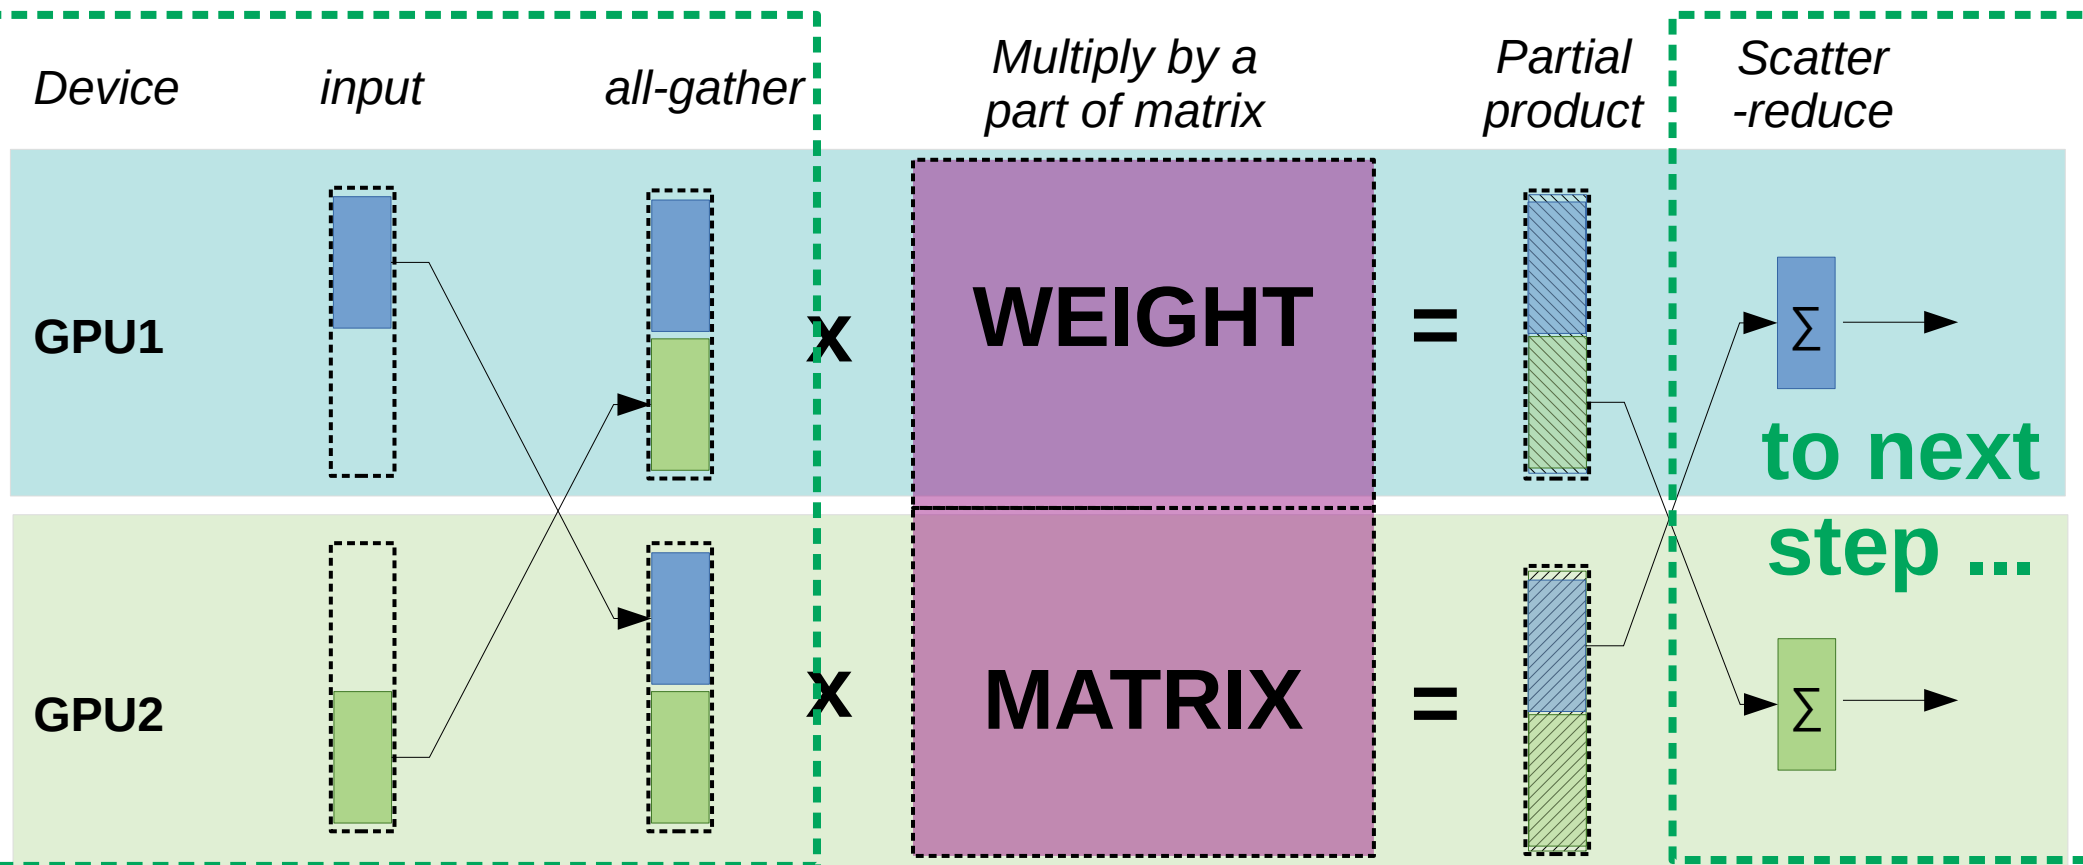 Device
input
all-gather
Multiply by a
part of matrix
Partial
product
Scatter
-reduce
GPU1
x
WEIGHT
=
∑
to next
step ...
GPU2
x
MATRIX
=
∑